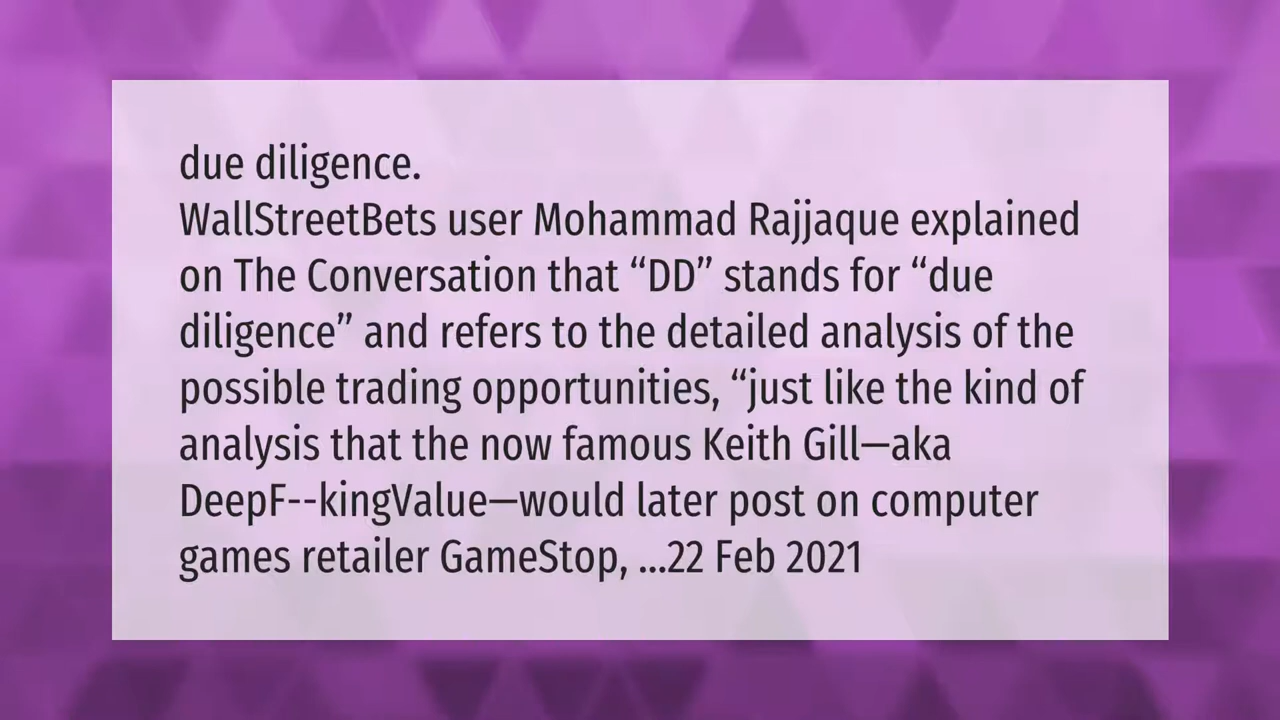 due diligence.
WallStreetBets user Mohammad Rajjaque explained
on The Conversation that “DD” stands for “due
diligence” and refers to the detailed analysis of the
possible trading opportunities, “just like the kind of
analysis that the now famous Keith Gill—aka
DeepF--kingValue—would later post on computer
games retailer GameStop, ...22 Feb 2021